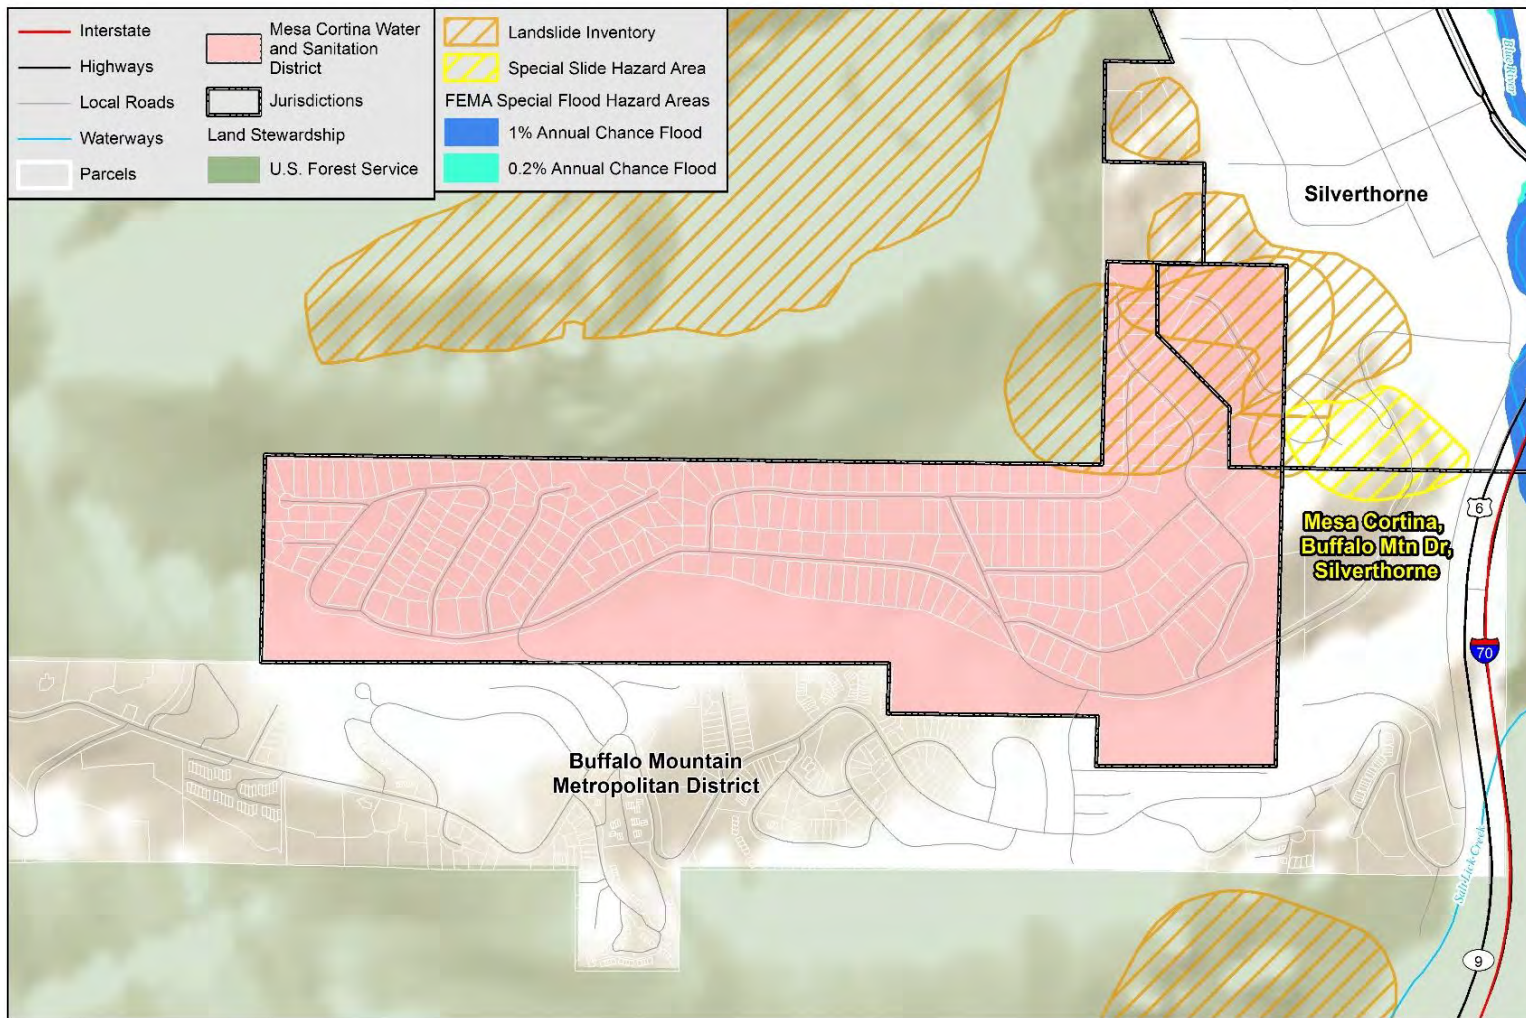 Interstate
Highways
Local Roads
Waterways
Parcels
Mesa Cortina Water
and Sanitation
District
Jurisdictions
Land Stewardship
U.S. Forest Service
Landslide Inventory
Special Slide Hazard Area
FEMA Special Flood Hazard Areas
1% Annual Chance Flood
0.2% Annual Chance Flood
Blue River
Silverthorne
6
Mesa Cortina,
Buffalo Mtn Dr,
Silverthorne
70
Buffalo Mountain
Metropolitan District
Salt Lick Creek
9